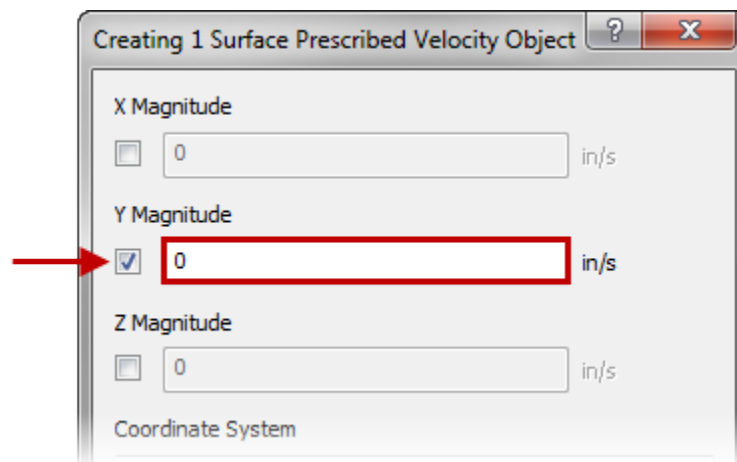 Creating 1 Surface Prescribed Velocity Object ?
X Magnitude
0 in/s
Y Magnitude
0 in/s
Z Magnitude
0 in/s
Coordinate System